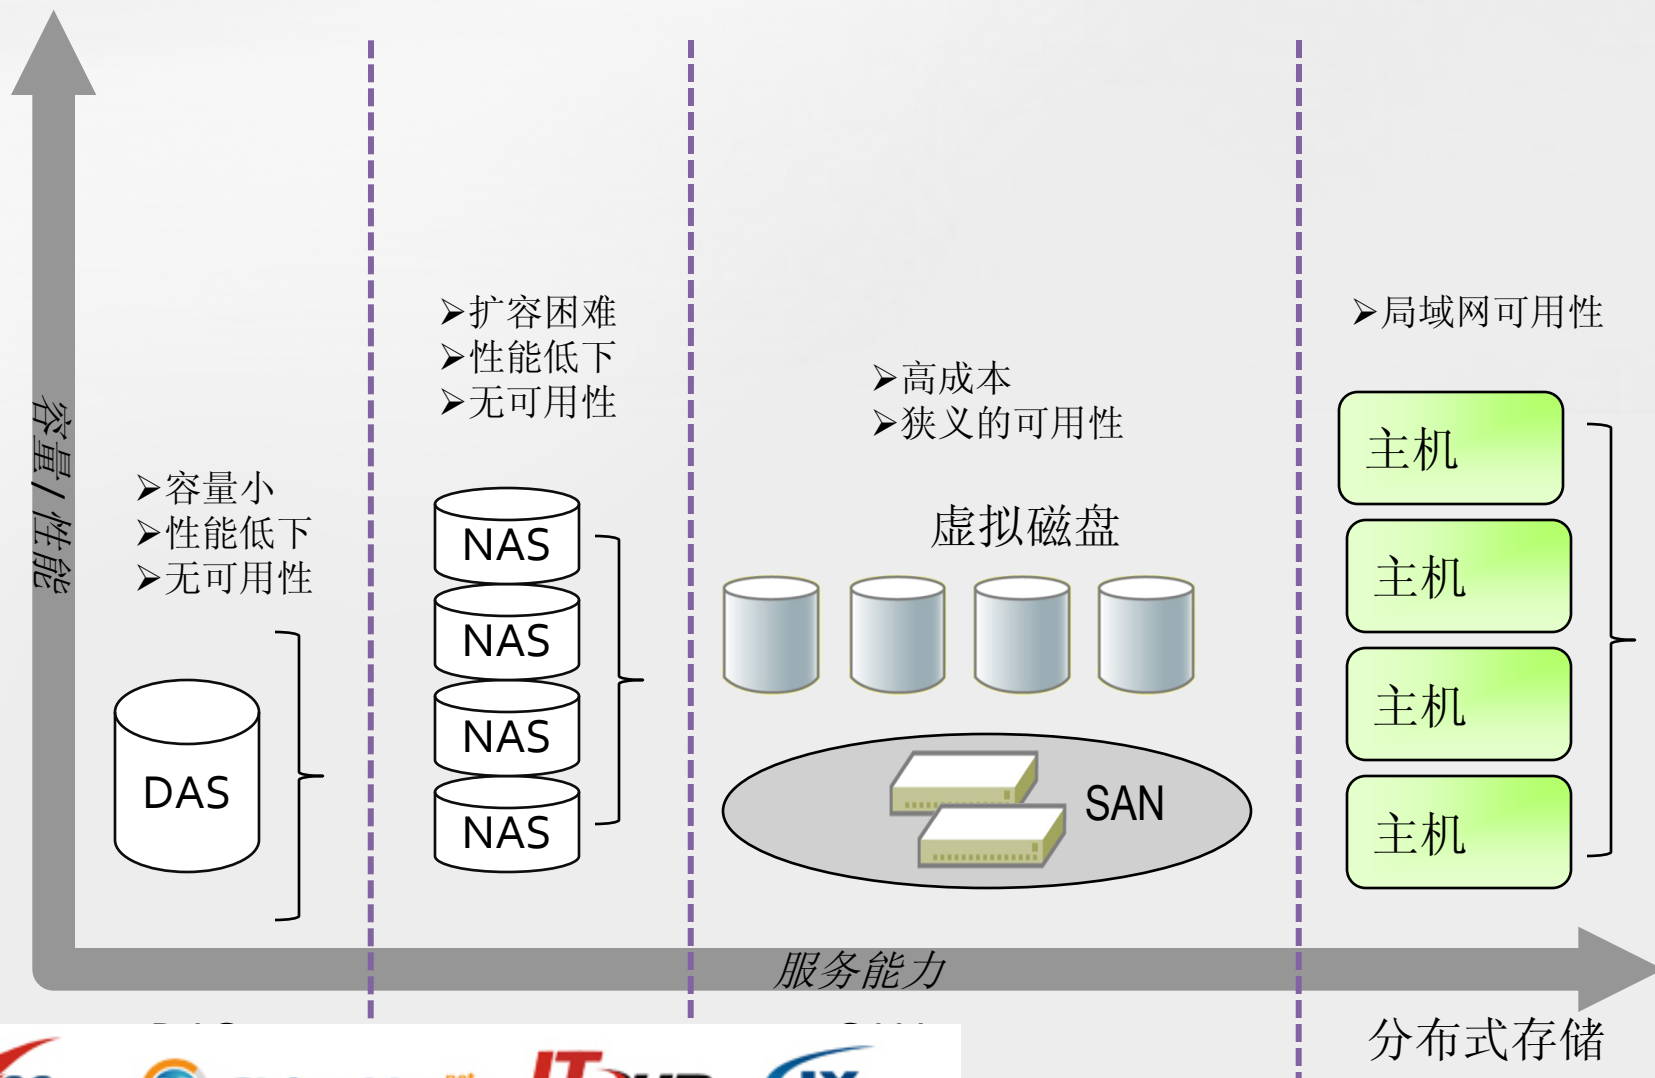 容量/性能
➢容量小
➢性能低下
➢无可用性
DAS
➢扩容困难
➢性能低下
➢无可用性
NAS
NAS
NAS
NAS
➢高成本
➢狭义的可用性
虚拟磁盘
SAN
➢局域网可用性
主机
主机
主机
主机
服务能力
分布式存储